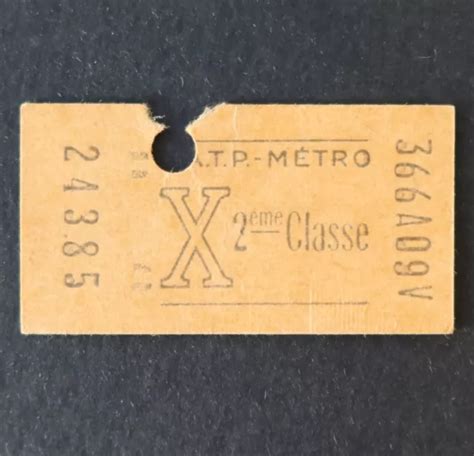 24385
.A.T.P.-MÉTRO
X
2ème Classe
366A09V